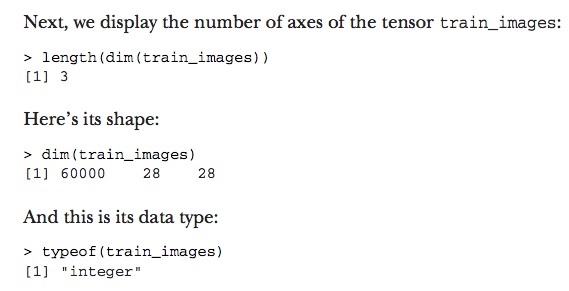 Next, we display the number of axes of the tensor train_images:
> length(dim(train_images))
[1] 3
Here’s its shape:
> dim(train_images)
[1] 60000    28    28
And this is its data type:
> typeof(train_images)
[1] "integer"